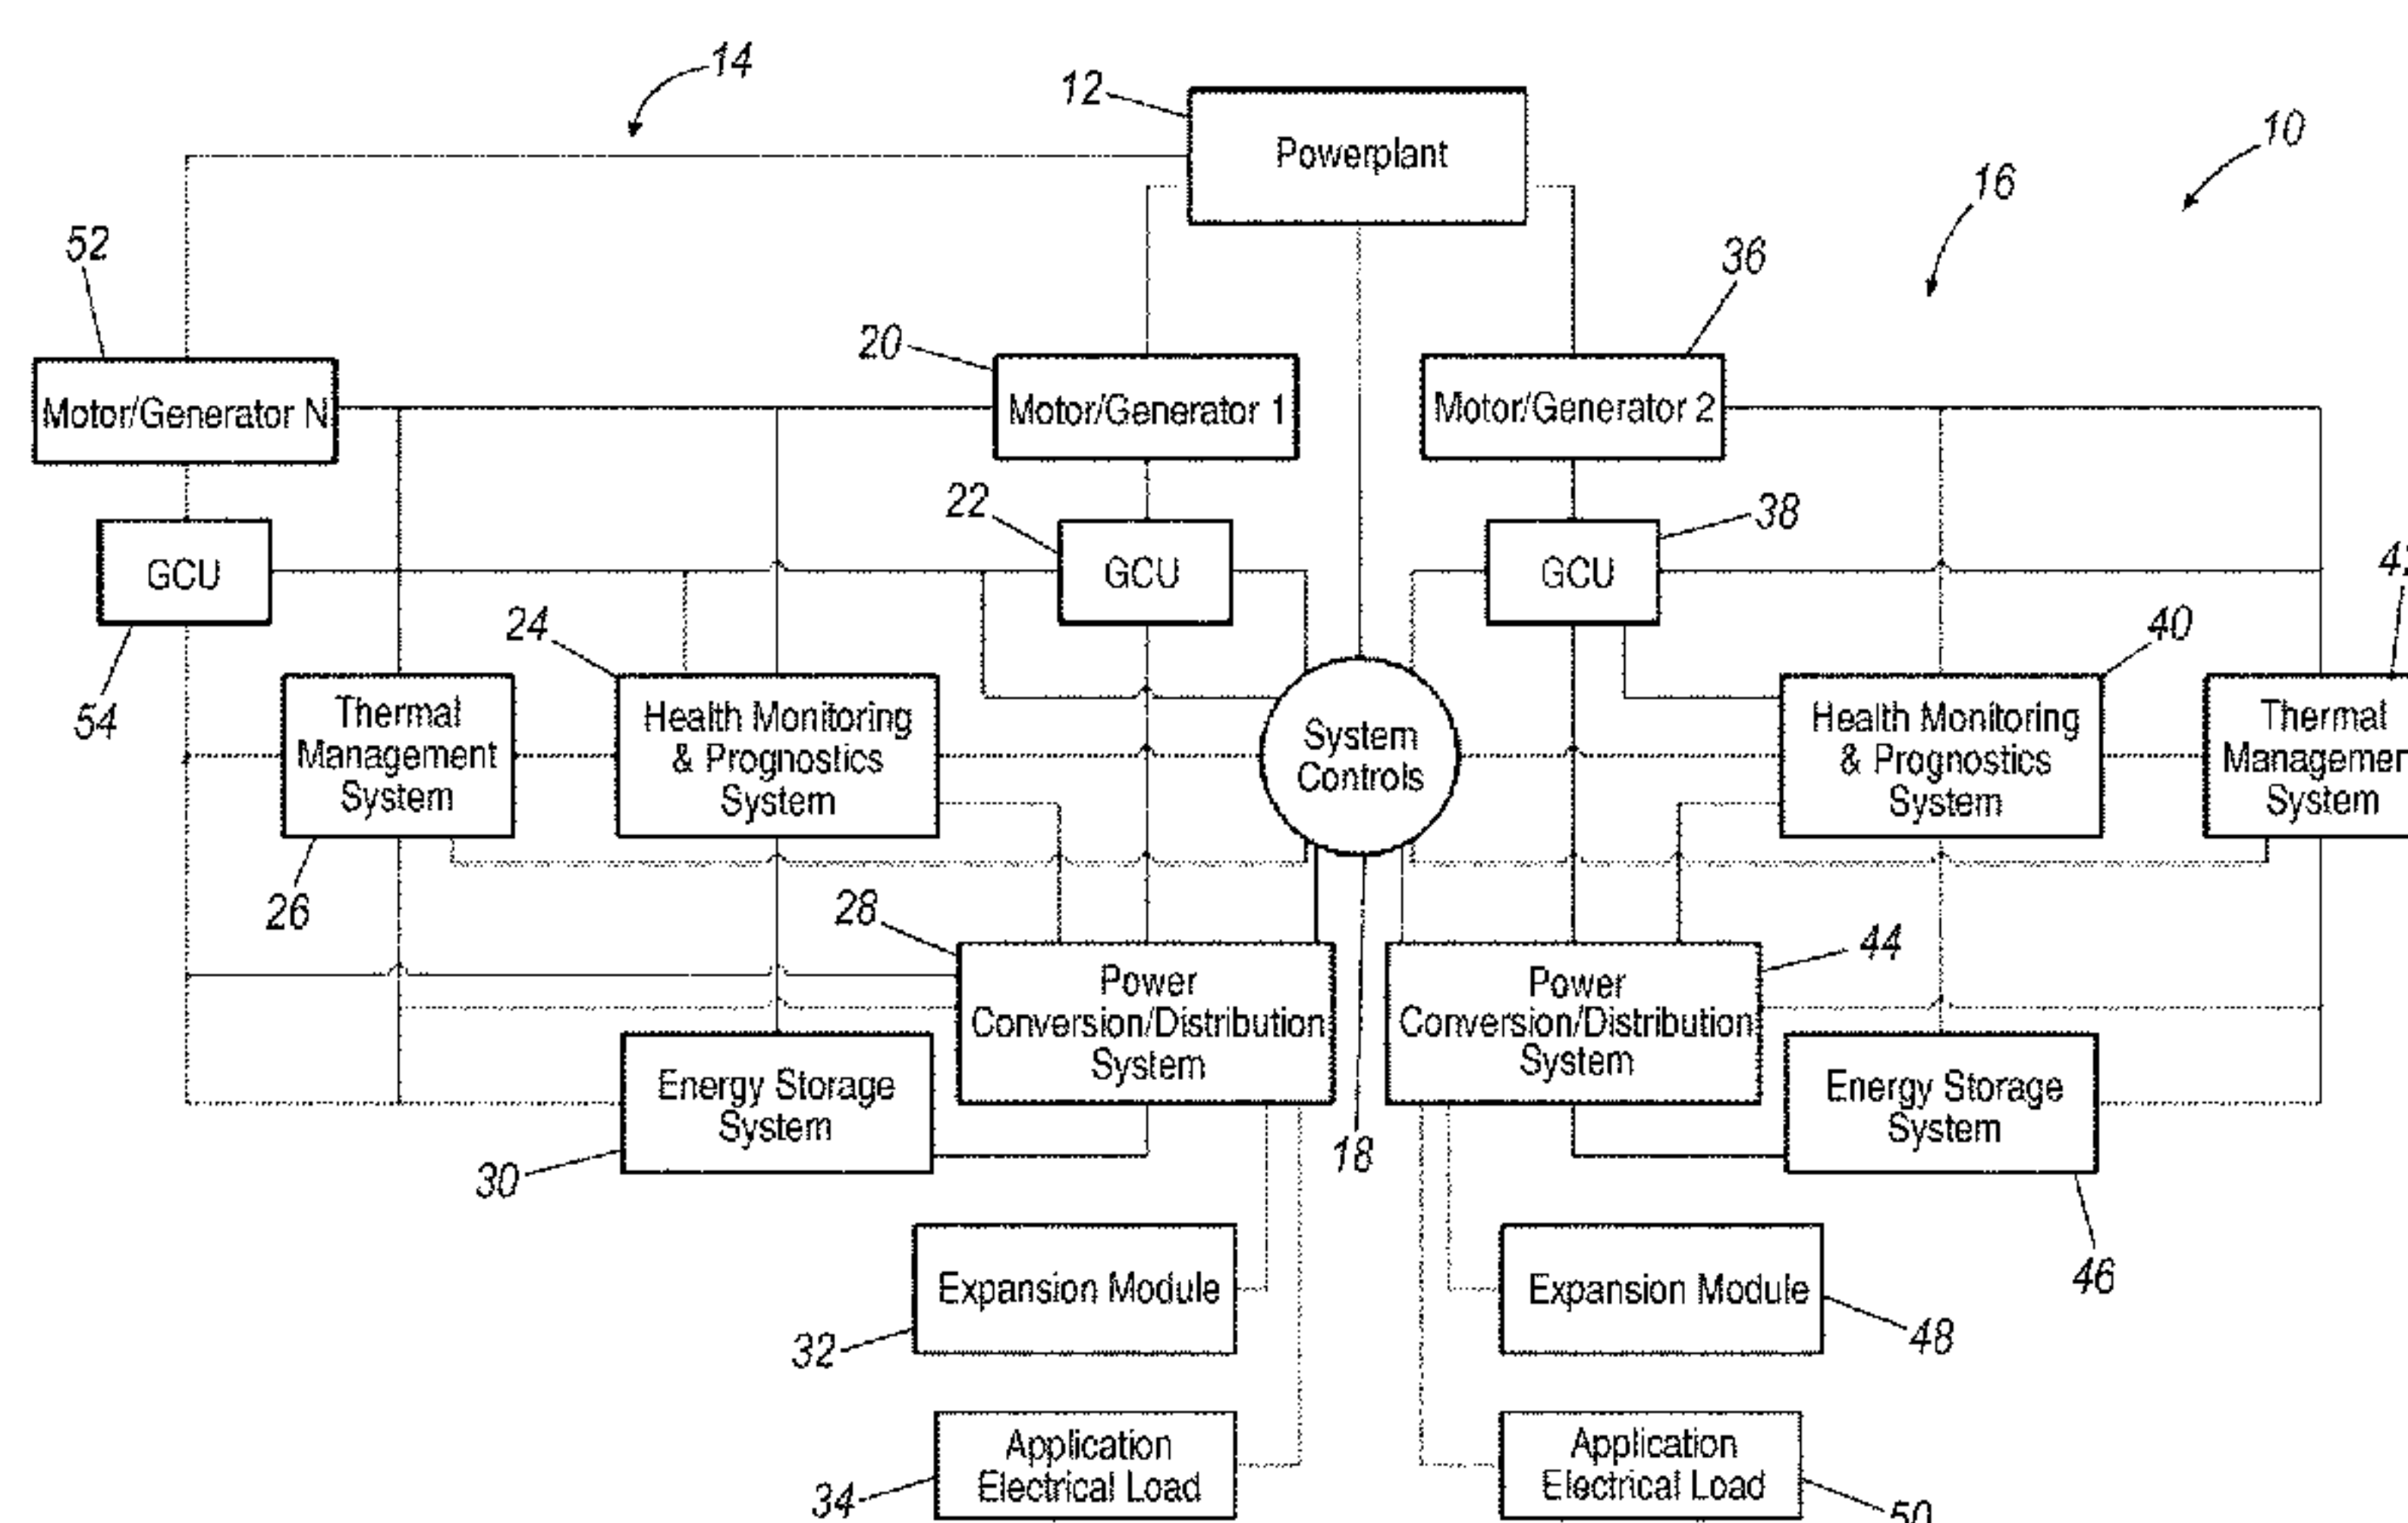 14
12
Powerplant
10
16
52
36
20
Motor/Generator N
Motor/Generator 1
Motor/Generator 2
22
38
GCU
GCU
GCU
24
40
54
Thermal
Management
System
Health Monitoring
& Prognostics
System
System
Controls
Health Monitoring
& Prognostics
System
Thermal
System
26
28
44
Power
Conversion/Distribution
System
Power
Conversion/Distribution
System
Energy Storage
System
Energy Storage
System
30
18
46
Expansion Module
Expansion Module
32
48
Application
Electrical Load
Application
Electrical Load
34
50